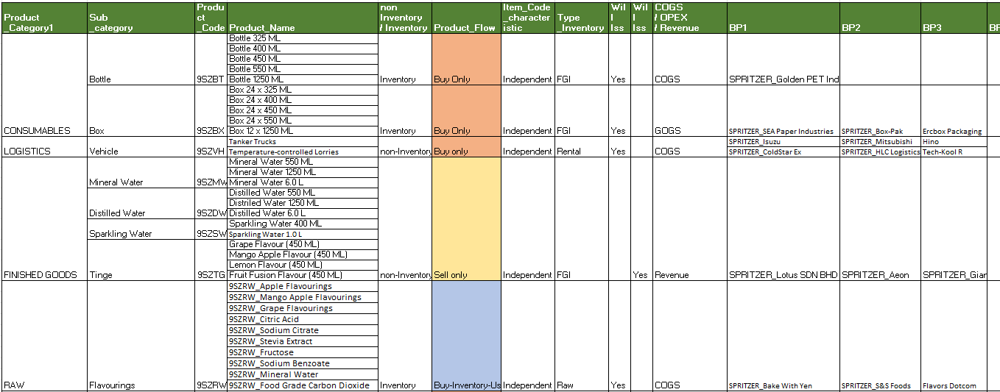 Product _Category1 Sub _category Produ ct _Code Product_Name non Inventory / Inventory Product_Flow Item_Code _character istic Type _Inventory Wil l Iss Wil l Iss COGS / OPEX / Revenue BP1 BP2 BP3 BP
Bottle 325 ML
Bottle 400 ML
Bottle 450 ML
Bottle 550 ML
Bottle 9SZBT Bottle 1250 ML Inventory Buy Only Independent FGI Yes COGS SPRITZER_Golden PET Ind
Box 24 x 325 ML
Box 24 x 400 ML
Box 24 x 450 ML
Box 24 x 550 ML
CONSUMABLES Box 9SZBX Box 12 x 1250 ML Inventory Buy Only Independent FGI Yes GOGS SPRITZER_SEA Paper Industries SPRITZER_Box-Pak Ercbox Packaging
Tanker Trucks SPRITZER_Isuzu SPRITZER_Mitsubishi Hino
LOGISTICS Vehicle 9SZVH Temperature-controlled Lorries non-Inventory Buy only Independent Rental Yes COGS SPRITZER_ColdStar Ex SPRITZER_HLC Logistics Tech-Kool R
Mineral Water 550 ML
Mineral Water 1250 ML
Mineral Water 9SZMW Mineral Water 6.0 L
Distilled Water 550 ML
Distriled Water 1250 ML
Distilled Water 9SZDW Distilled Water 6.0 L
Sparkling Water 400 ML
Sparkling Water 9SZSW Sparkling Water 1.0 L
Grape Flavour (450 ML)
Mango Apple Flavour (450 ML)
Lemon Flavour (450 ML)
FINISHED GOODS Tinge 9SZTG Fruit Fusion Flavour (450 ML) non-Inventory Sell only Independent FGI Yes Revenue SPRITZER_Lotus SDN BHD SPRITZER_Aeon SPRITZER_Gian
9SZRW_Apple Flavourings
9SZRW_Mango Apple Flavourings
9SZRW_Grape Flavourings
9SZRW_Citric Acid
9SZRW_Sodium Citrate
9SZRW_Stevia Extract
9SZRW_Fructose
9SZRW_Sodium Benzoate
9SZRW_Mineral Water
RAW Flavourings 9SZRW 9SZRW_Food Grade Carbon Dioxide Inventory Buy-Inventory-Us Independent Raw Yes COGS SPRITZER_Bake With Yen SPRITZER_S&S Foods Flavors Dotcom